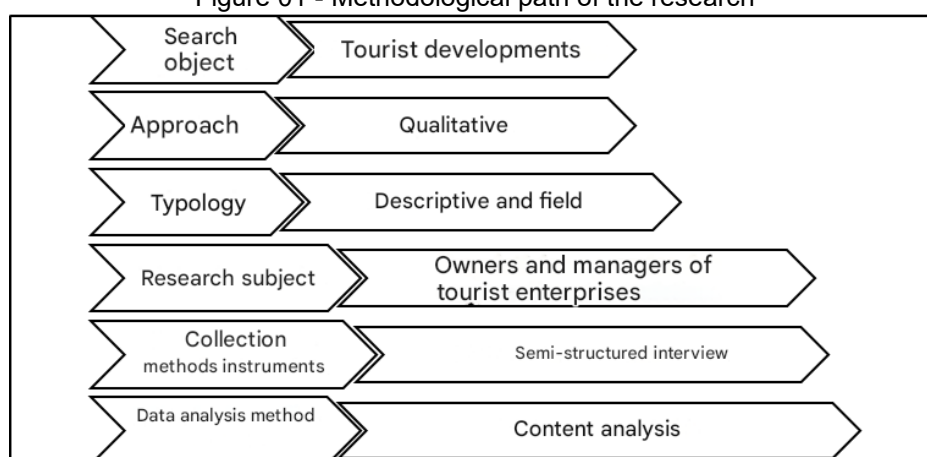 Figure 01 - Methodological path of the research
Search
object
Tourist developments
Approach
Qualitative
Typology
Descriptive and field
Research subject
Owners and managers of
tourist enterprises
Collection
methods instruments
Semi-structured interview
Data analysis method
Content analysis